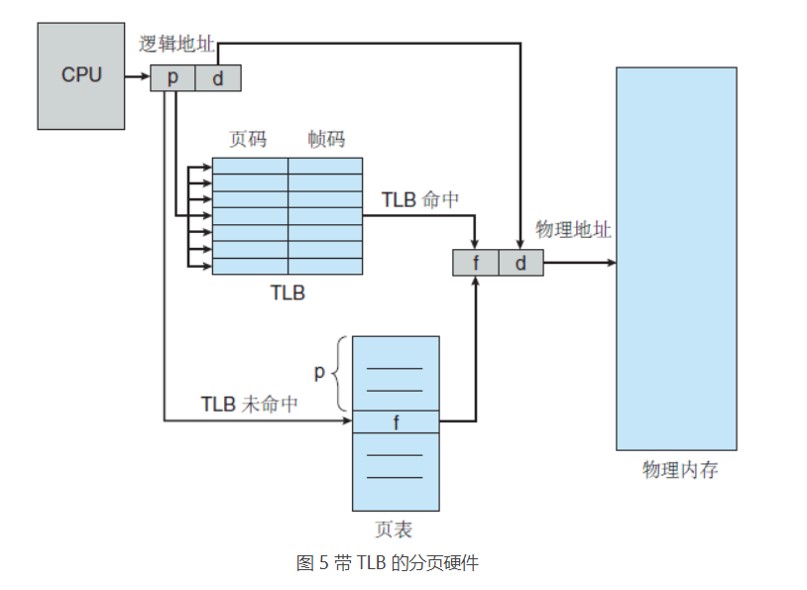 逻辑地址
CPU
p
d
页码
帧码
TLB 命中
物理地址
f
d
TLB
p
TLB 未命中
f
物理内存
页表
图 5 带 TLB 的分页硬件